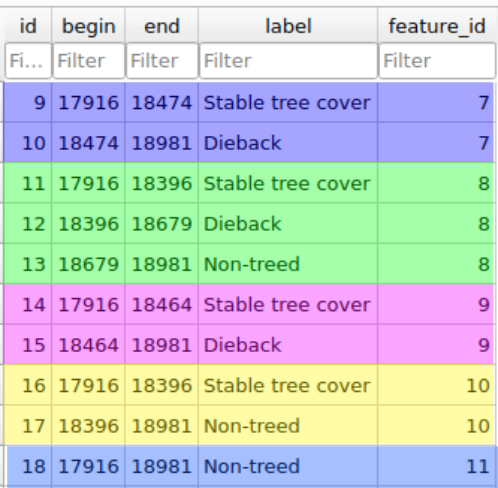 id begin end label feature_id
Fi... Filter Filter Filter Filter
9 17916 18474 Stable tree cover 7
10 18474 18981 Dieback 7
11 17916 18396 Stable tree cover 8
12 18396 18679 Dieback 8
13 18679 18981 Non-treed 8
14 17916 18464 Stable tree cover 9
15 18464 18981 Dieback 9
16 17916 18396 Stable tree cover 10
17 18396 18981 Non-treed 10
18 17916 18981 Non-treed 11